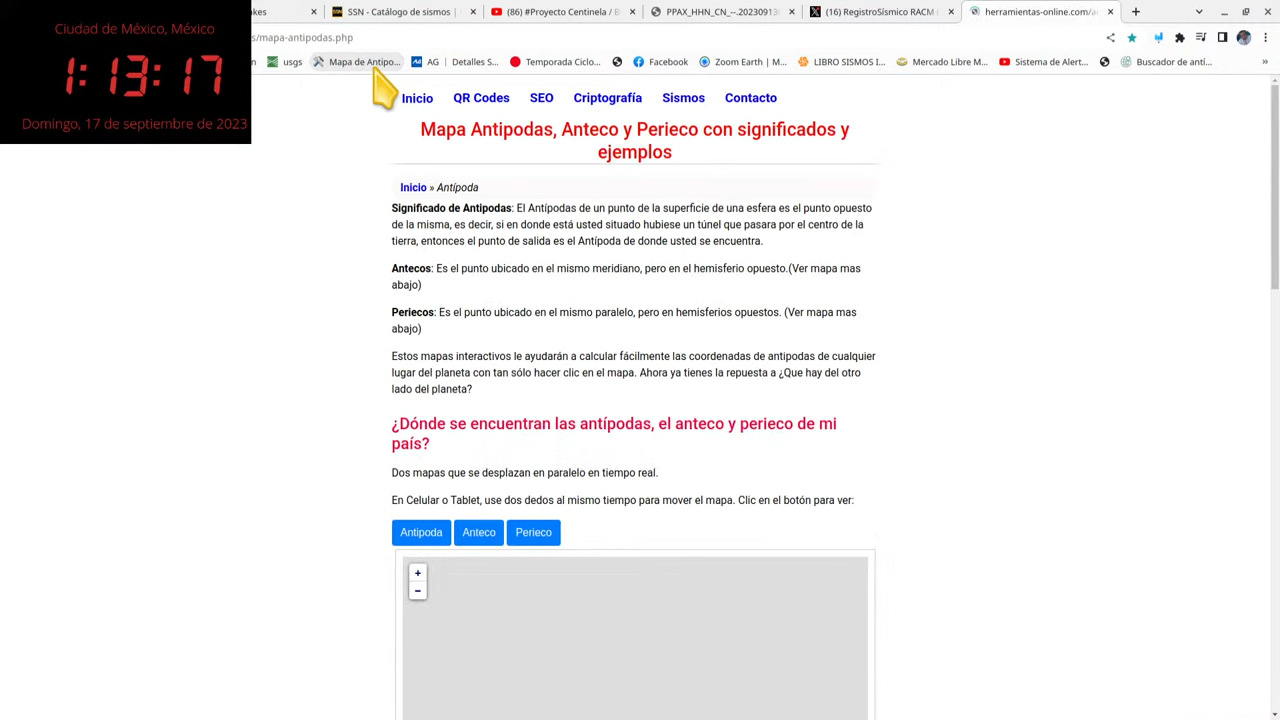 Ciudad de México, México
1:13:17
Domingo, 17 de septiembre de 2023
akes
SSN - Catálogo de sismos |
(86) #Proyecto Centinela / B
PPAX_HHN_CN_--.20230913
(16) RegistroSísmico RACM
herramientas-online.com/a
s/mapa-antipodas.php
usgs
Mapa de Antipo...
AG
Detalles S...
Temporada Ciclo...
Facebook
Zoom Earth | M...
LIBRO SISMOS I...
Mercado Libre M...
Sistema de Alert...
Buscador de antí...
Inicio
QR Codes
SEO
Criptografía
Sismos
Contacto
Mapa Antipodas, Anteco y Perieco con significados y
ejemplos
Inicio » Antípoda
Significado de Antipodas: El Antípodas de un punto de la superficie de una esfera es el punto opuesto
de la misma, es decir, si en donde está usted situado hubiese un túnel que pasara por el centro de la
tierra, entonces el punto de salida es el Antípoda de donde usted se encuentra.
Antecos: Es el punto ubicado en el mismo meridiano, pero en el hemisferio opuesto.(Ver mapa mas
abajo)
Periecos: Es el punto ubicado en el mismo paralelo, pero en hemisferios opuestos. (Ver mapa mas
abajo)
Estos mapas interactivos le ayudarán a calcular fácilmente las coordenadas de antipodas de cualquier
lugar del planeta con tan sólo hacer clic en el mapa. Ahora ya tienes la repuesta a ¿Que hay del otro
lado del planeta?
¿Dónde se encuentran las antípodas, el anteco y perieco de mi
país?
Dos mapas que se desplazan en paralelo en tiempo real.
En Celular o Tablet, use dos dedos al mismo tiempo para mover el mapa. Clic en el botón para ver:
Antipoda
Anteco
Perieco
+
−